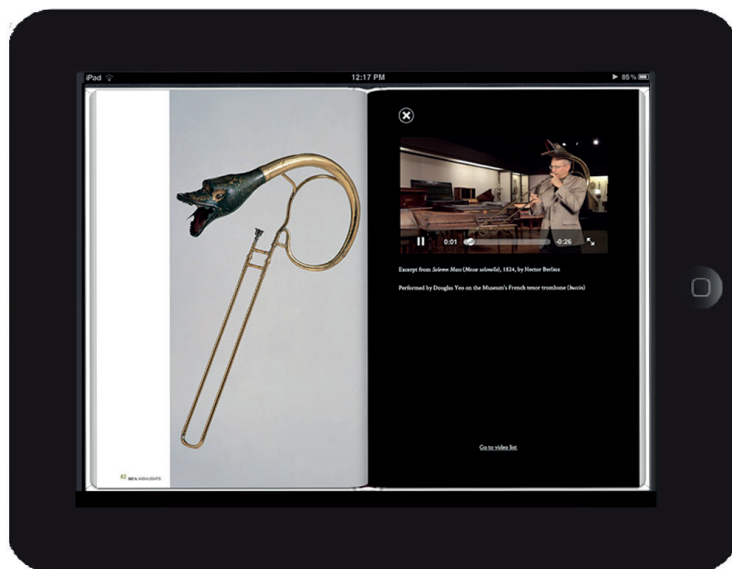 iPad
12:17 PM
85%
0:01
-0:26
Excerpt from Solemn Mass (Messe solenelle), 1824, by Hector Berlioz
Performed by Douglas Yeo on the Museum's French tenor trombone (buccin)
Go to video list
82 MFA HIGHLIGHTS